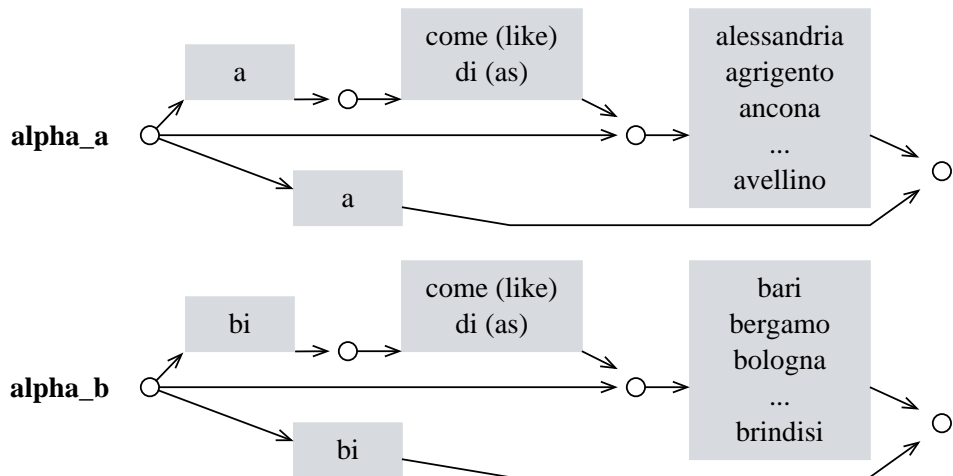 come (like)
alessandria
a
di (as)
agrigento
ancona
alpha_a
...
avellino
a
come (like)
bari
bi
di (as)
bergamo
bologna
alpha_b
...
brindisi
bi